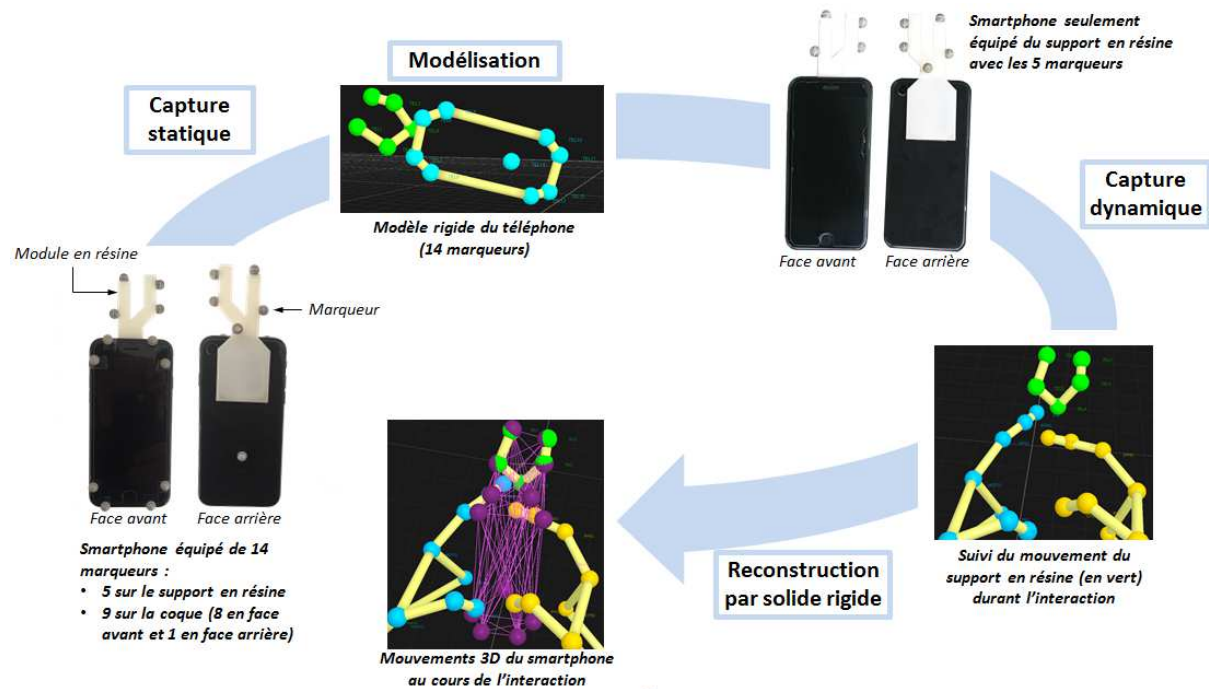 Capture
statique
Modélisation
Modèle rigide du téléphone
(14 marqueurs)
Smartphone seulement
équipé du support en résine
avec les 5 marqueurs
Face avant
Face arrière
Capture
dynamique
Module en résine
Marqueur
Face avant
Face arrière
Smartphone équipé de 14
marqueurs :
• 5 sur le support en résine
• 9 sur la coque (8 en face
avant et 1 en face arrière)
Suivi du mouvement du
support en résine (en vert)
durant l'interaction
Reconstruction
par solide rigide
Mouvements 3D du smartphone
au cours de l'interaction